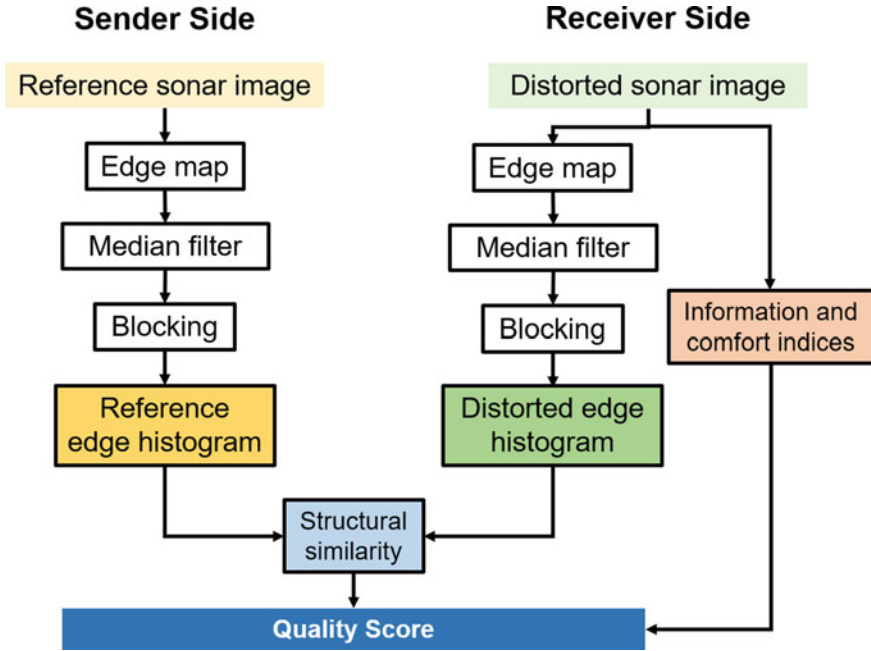 Sender Side
Receiver Side
Reference sonar image
Distorted sonar image
Edge map
Edge map
Median filter
Median filter
Blocking
Blocking
Information and
comfort indices
Reference
edge histogram
Distorted edge
histogram
Structural
similarity
Quality Score